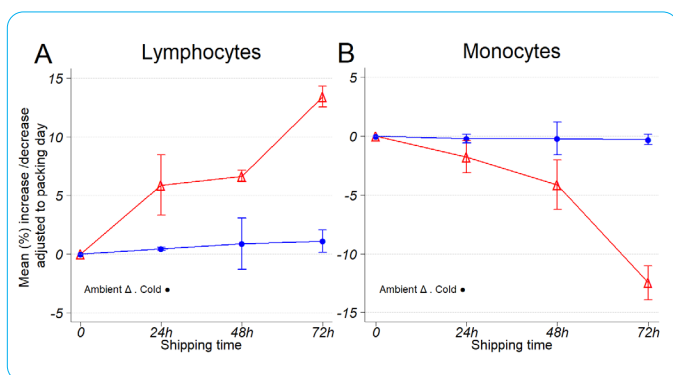 A
Lymphocytes
Mean (%) increase /decrease
adjusted to packing day
15
10
5
0
-5
Ambient Δ . Cold ●
0 24h 48h 72h
Shipping time
B
Monocytes
5
0
-5
-10
-15
Ambient Δ . Cold ●
0 24h 48h 72h
Shipping time